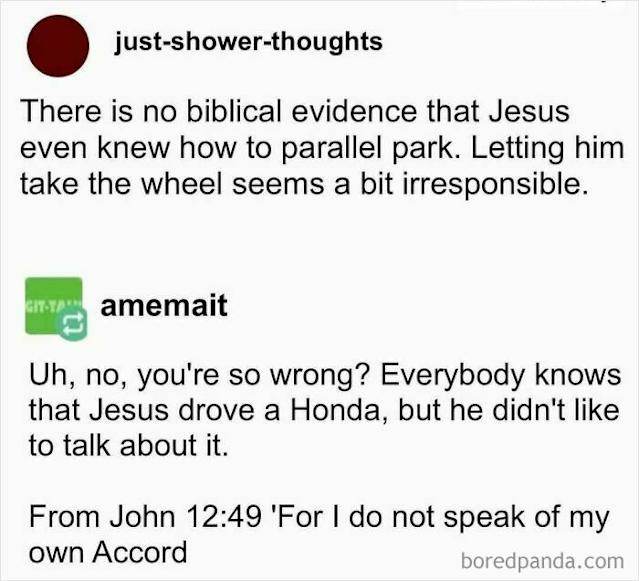 just-shower-thoughts
There is no biblical evidence that Jesus
even knew how to parallel park. Letting him
take the wheel seems a bit irresponsible.
amemait
Uh, no, you're so wrong? Everybody knows
that Jesus drove a Honda, but he didn't like
to talk about it.
From John 12:49 'For I do not speak of my
own Accord
boredpanda.com